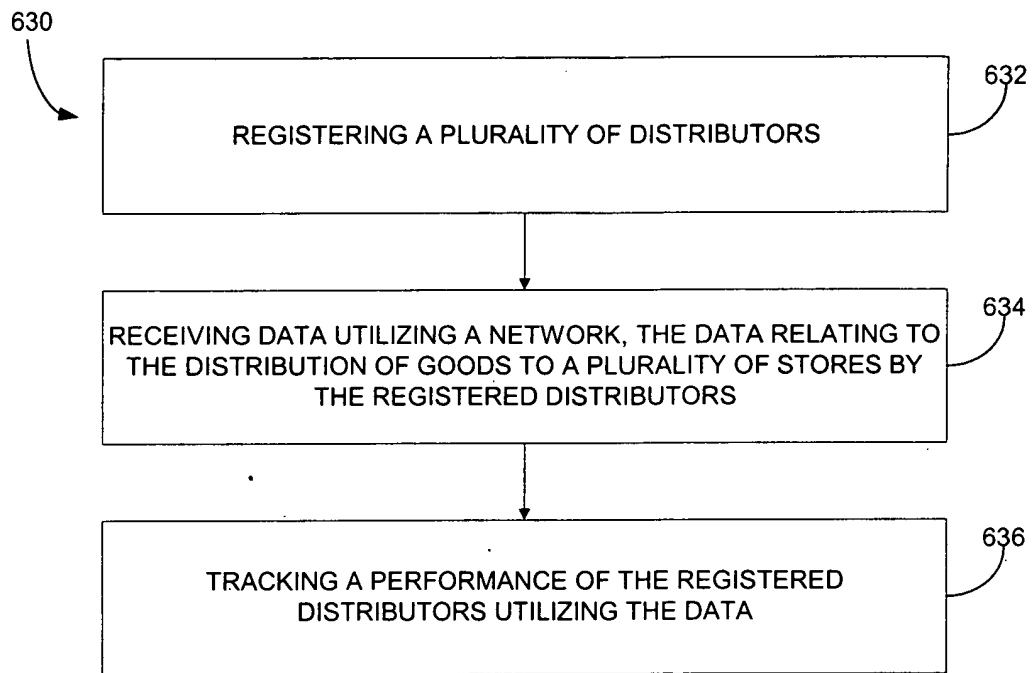 630
632
REGISTERING A PLURALITY OF DISTRIBUTORS
634
RECEIVING DATA UTILIZING A NETWORK, THE DATA RELATING TO
THE DISTRIBUTION OF GOODS TO A PLURALITY OF STORES BY
THE REGISTERED DISTRIBUTORS
636
TRACKING A PERFORMANCE OF THE REGISTERED
DISTRIBUTORS UTILIZING THE DATA